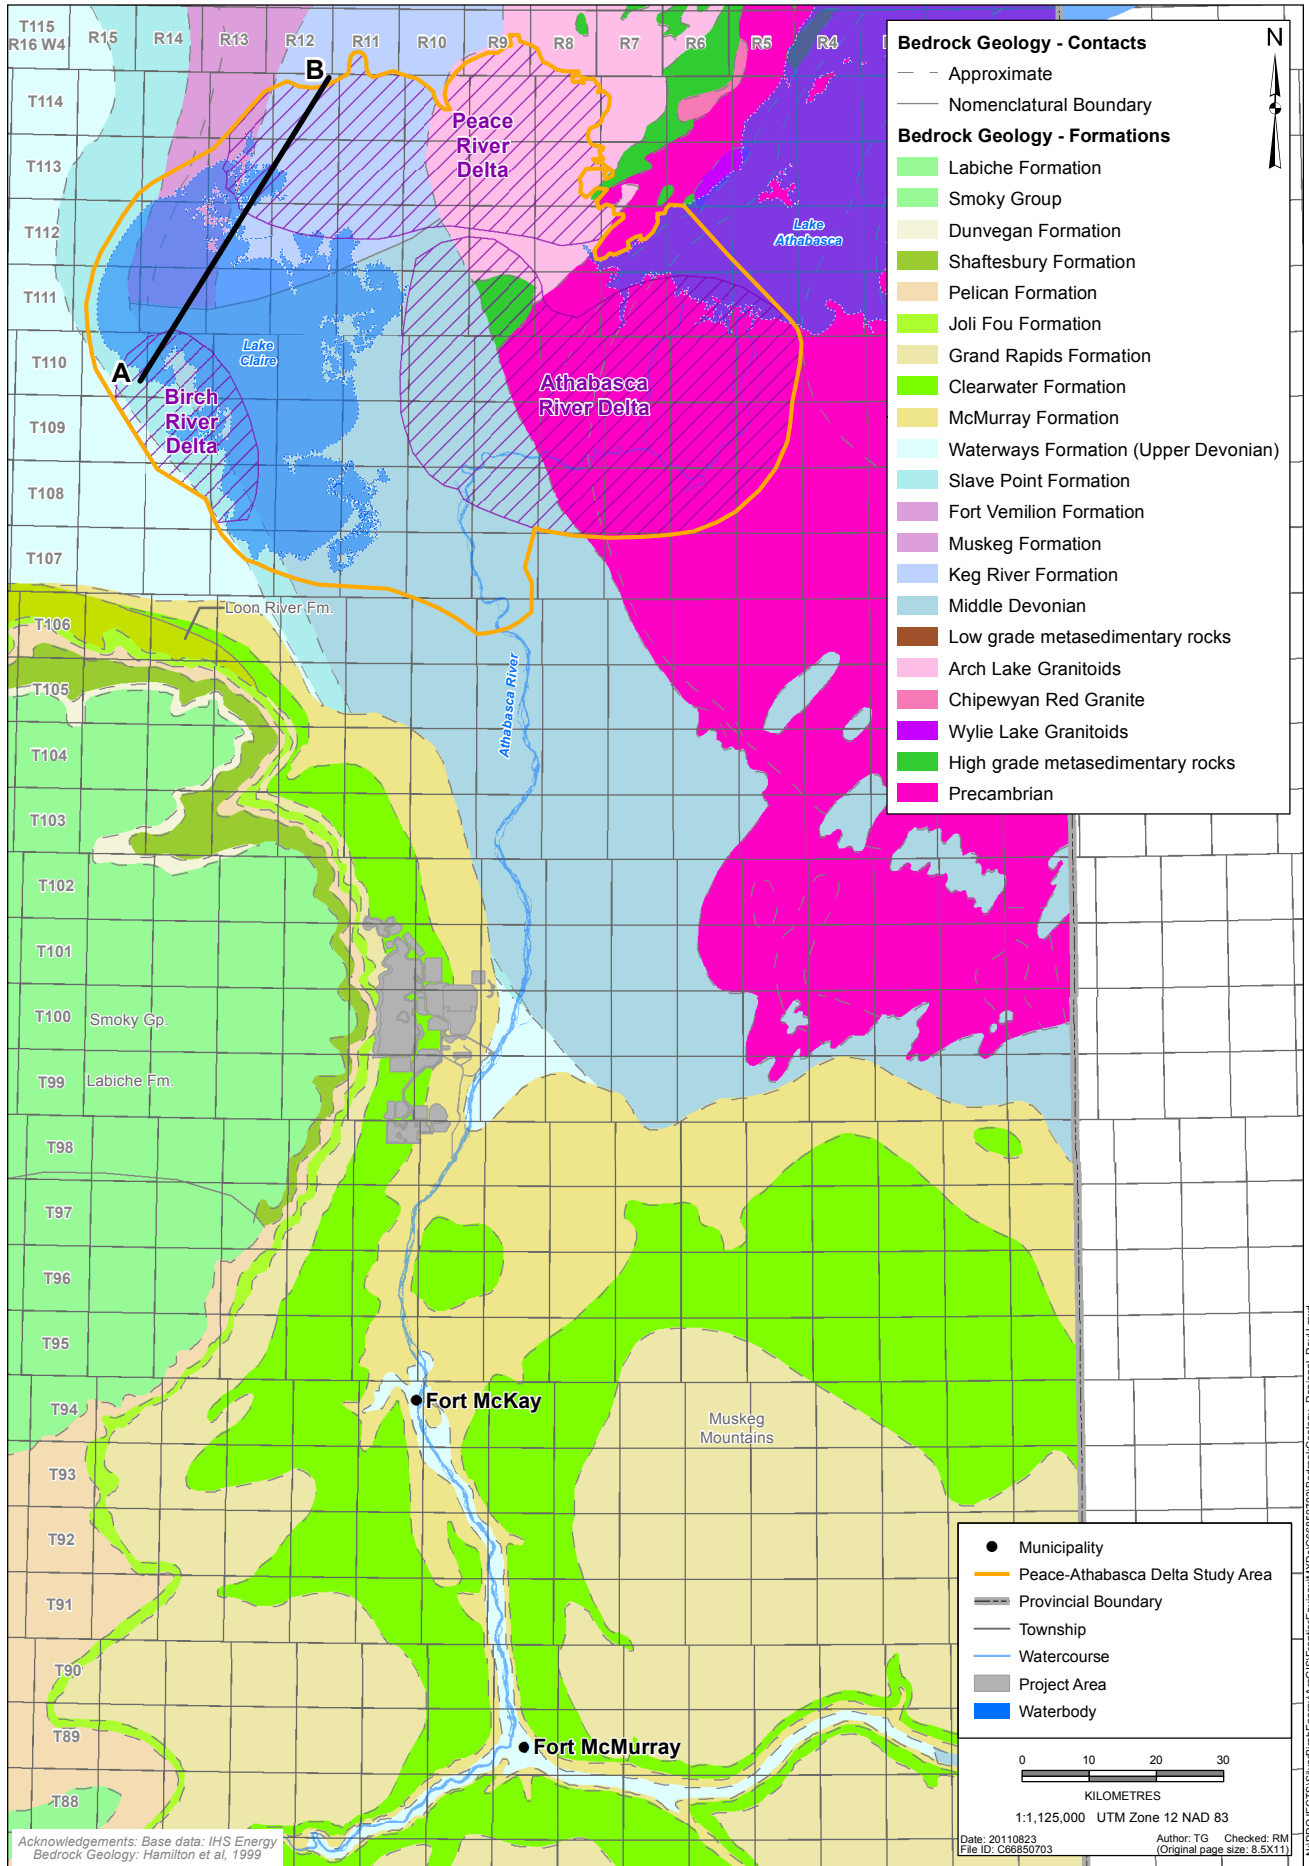 T115
R16 W4
R15
R14
R13
R12
R11
R10
R9
R8
R7
R6
R5
R4
B
T114
T113
T112
T111
T110
T109
T108
T107
T106
T105
T104
T103
T102
T101
T100
T99
T98
T97
T96
T95
T94
T93
T92
T91
T90
T89
T88
Peace
River
Delta
Lake
Athabasca
Lake
Claire
A
Birch
River
Delta
Athabasca
River Delta
Loon River Fm.
Athabasca River
Smoky Gp.
Labiche Fm.
Fort McKay
Muskeg
Mountains
Fort McMurray
Bedrock Geology - Contacts
Approximate
Nomenclatural Boundary
Bedrock Geology - Formations
Labiche Formation
Smoky Group
Dunvegan Formation
Shaftesbury Formation
Pelican Formation
Joli Fou Formation
Grand Rapids Formation
Clearwater Formation
McMurray Formation
Waterways Formation (Upper Devonian)
Slave Point Formation
Fort Vemilion Formation
Muskeg Formation
Keg River Formation
Middle Devonian
Low grade metasedimentary rocks
Arch Lake Granitoids
Chipewyan Red Granite
Wylie Lake Granitoids
High grade metasedimentary rocks
Precambrian
N
Municipality
Peace-Athabasca Delta Study Area
Provincial Boundary
Township
Watercourse
Project Area
Waterbody
0 10 20 30
KILOMETRES
1:1,125,000 UTM Zone 12 NAD 83
Date: 20110823 Author: TG Checked: RM
File ID: C66850703 (Original page size: 8.5X11)
Acknowledgements: Base data: IHS Energy
Bedrock Geology: Hamilton et al, 1999